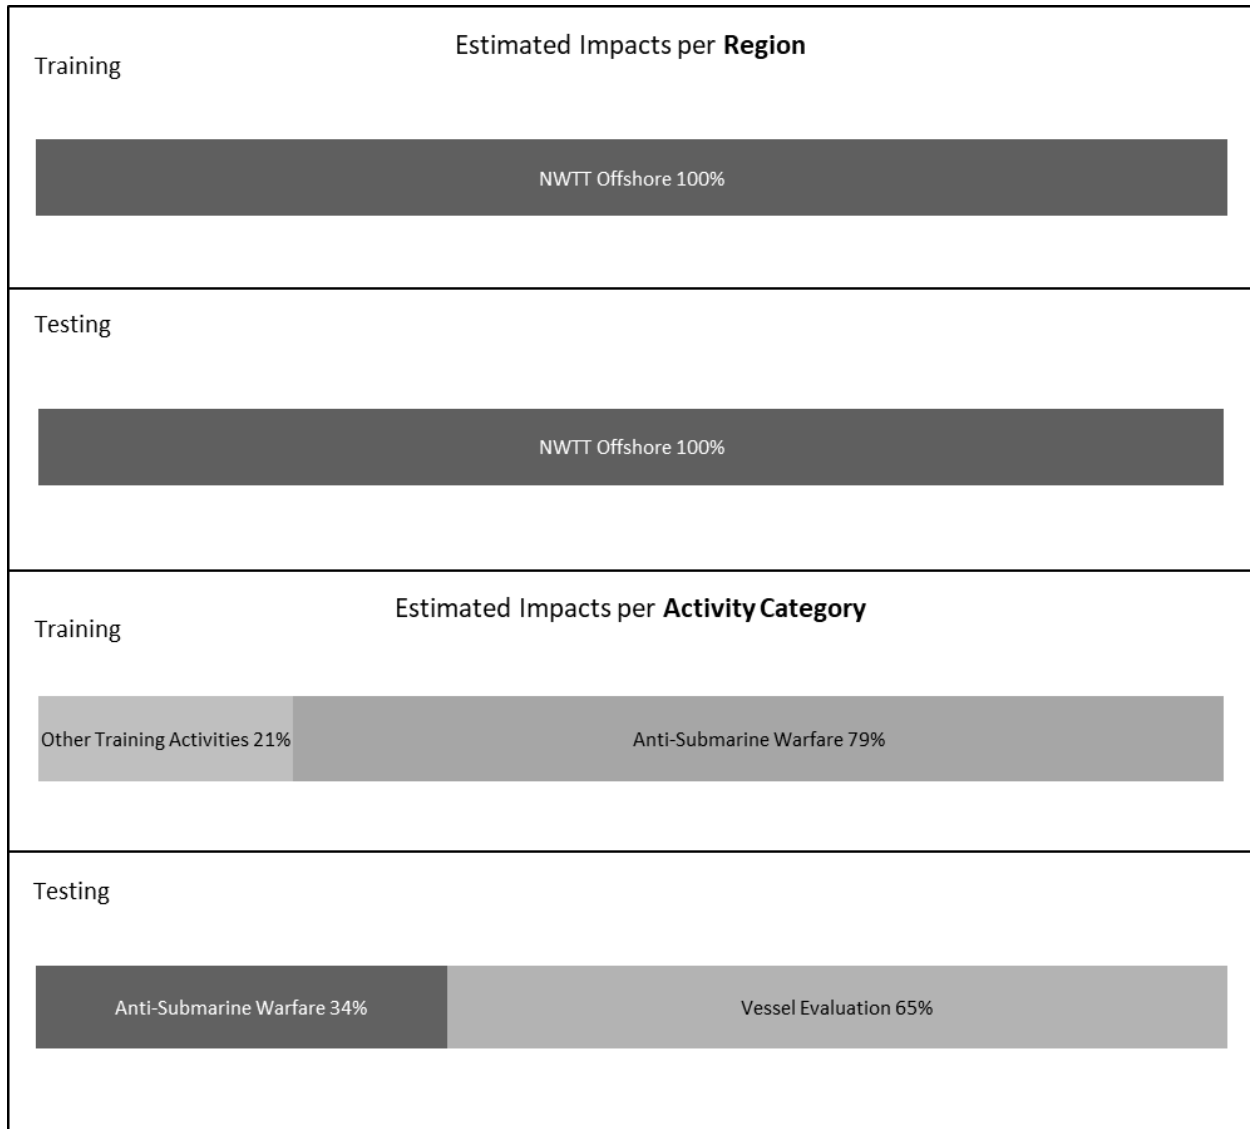 Estimated Impacts per Region
Training
NWTT Offshore 100%
Testing
NWTT Offshore 100%
Estimated Impacts per Activity Category
Training
Other Training Activities 21%
Anti-Submarine Warfare 79%
Testing
Anti-Submarine Warfare 34%
Vessel Evaluation 65%